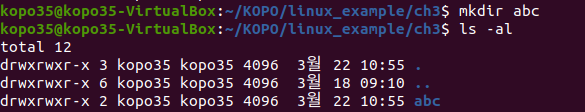 kopo35@kopo35-VirtualBox:~/KOPO/linux_example/ch3$ mkdir abc
kopo35@kopo35-VirtualBox:~/KOPO/linux_example/ch3$ ls -al
total 12
drwxrwxr-x 3 kopo35 kopo35 4096  3월 22 10:55 .
drwxrwxr-x 6 kopo35 kopo35 4096  3월 18 09:10 ..
drwxrwxr-x 2 kopo35 kopo35 4096  3월 22 10:55 abc